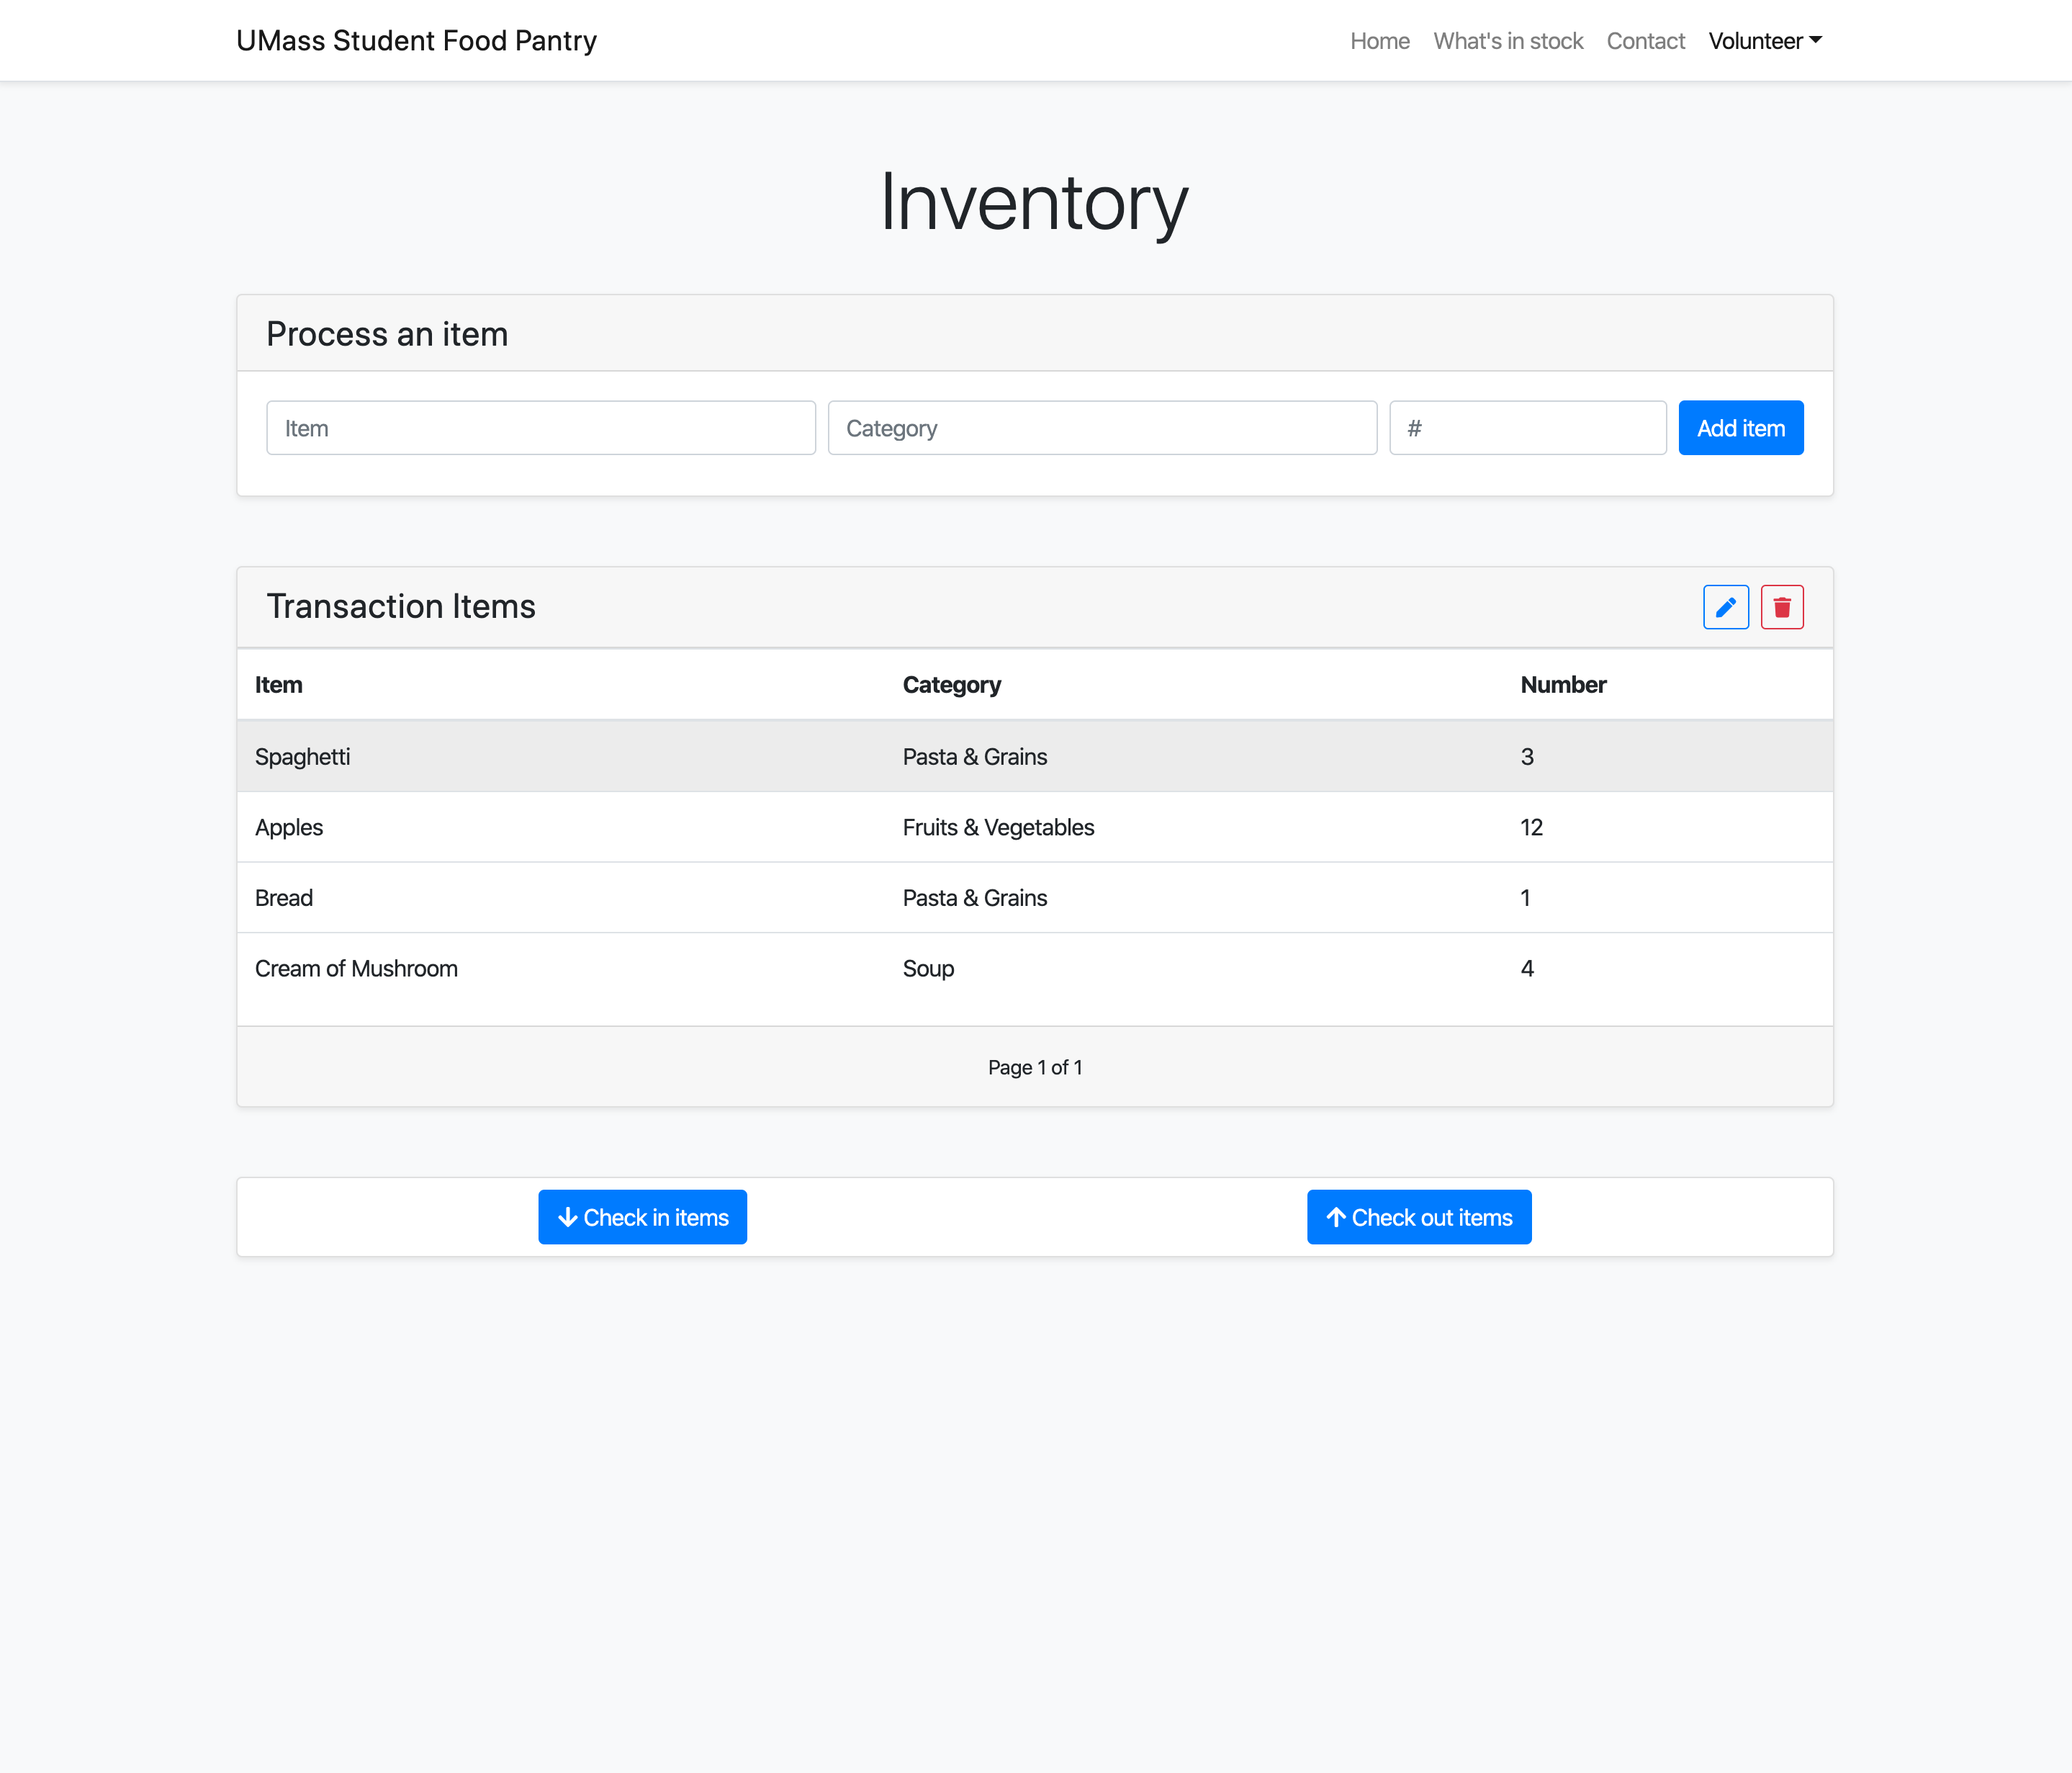 UMass Student Food Pantry Home What's in stock Contact Volunteer
Inventory
Process an item
Item Category # Add item
Transaction Items
Item Category Number
Spaghetti Pasta & Grains 3
Apples Fruits & Vegetables 12
Bread Pasta & Grains 1
Cream of Mushroom Soup 4
Page 1 of 1
Check in items Check out items